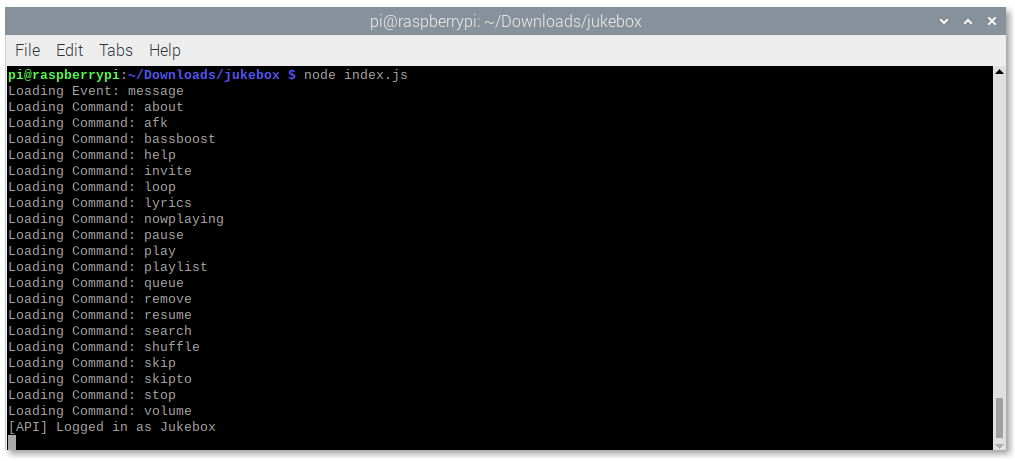 pi@raspberrypi: ~/Downloads/jukebox
File Edit Tabs Help
pi@raspberrypi:~/Downloads/jukebox $ node index.js
Loading Event: message
Loading Command: about
Loading Command: afk
Loading Command: bassboost
Loading Command: help
Loading Command: invite
Loading Command: loop
Loading Command: lyrics
Loading Command: nowplaying
Loading Command: pause
Loading Command: play
Loading Command: playlist
Loading Command: queue
Loading Command: remove
Loading Command: resume
Loading Command: search
Loading Command: shuffle
Loading Command: skip
Loading Command: skipto
Loading Command: stop
Loading Command: volume
[API] Logged in as Jukebox